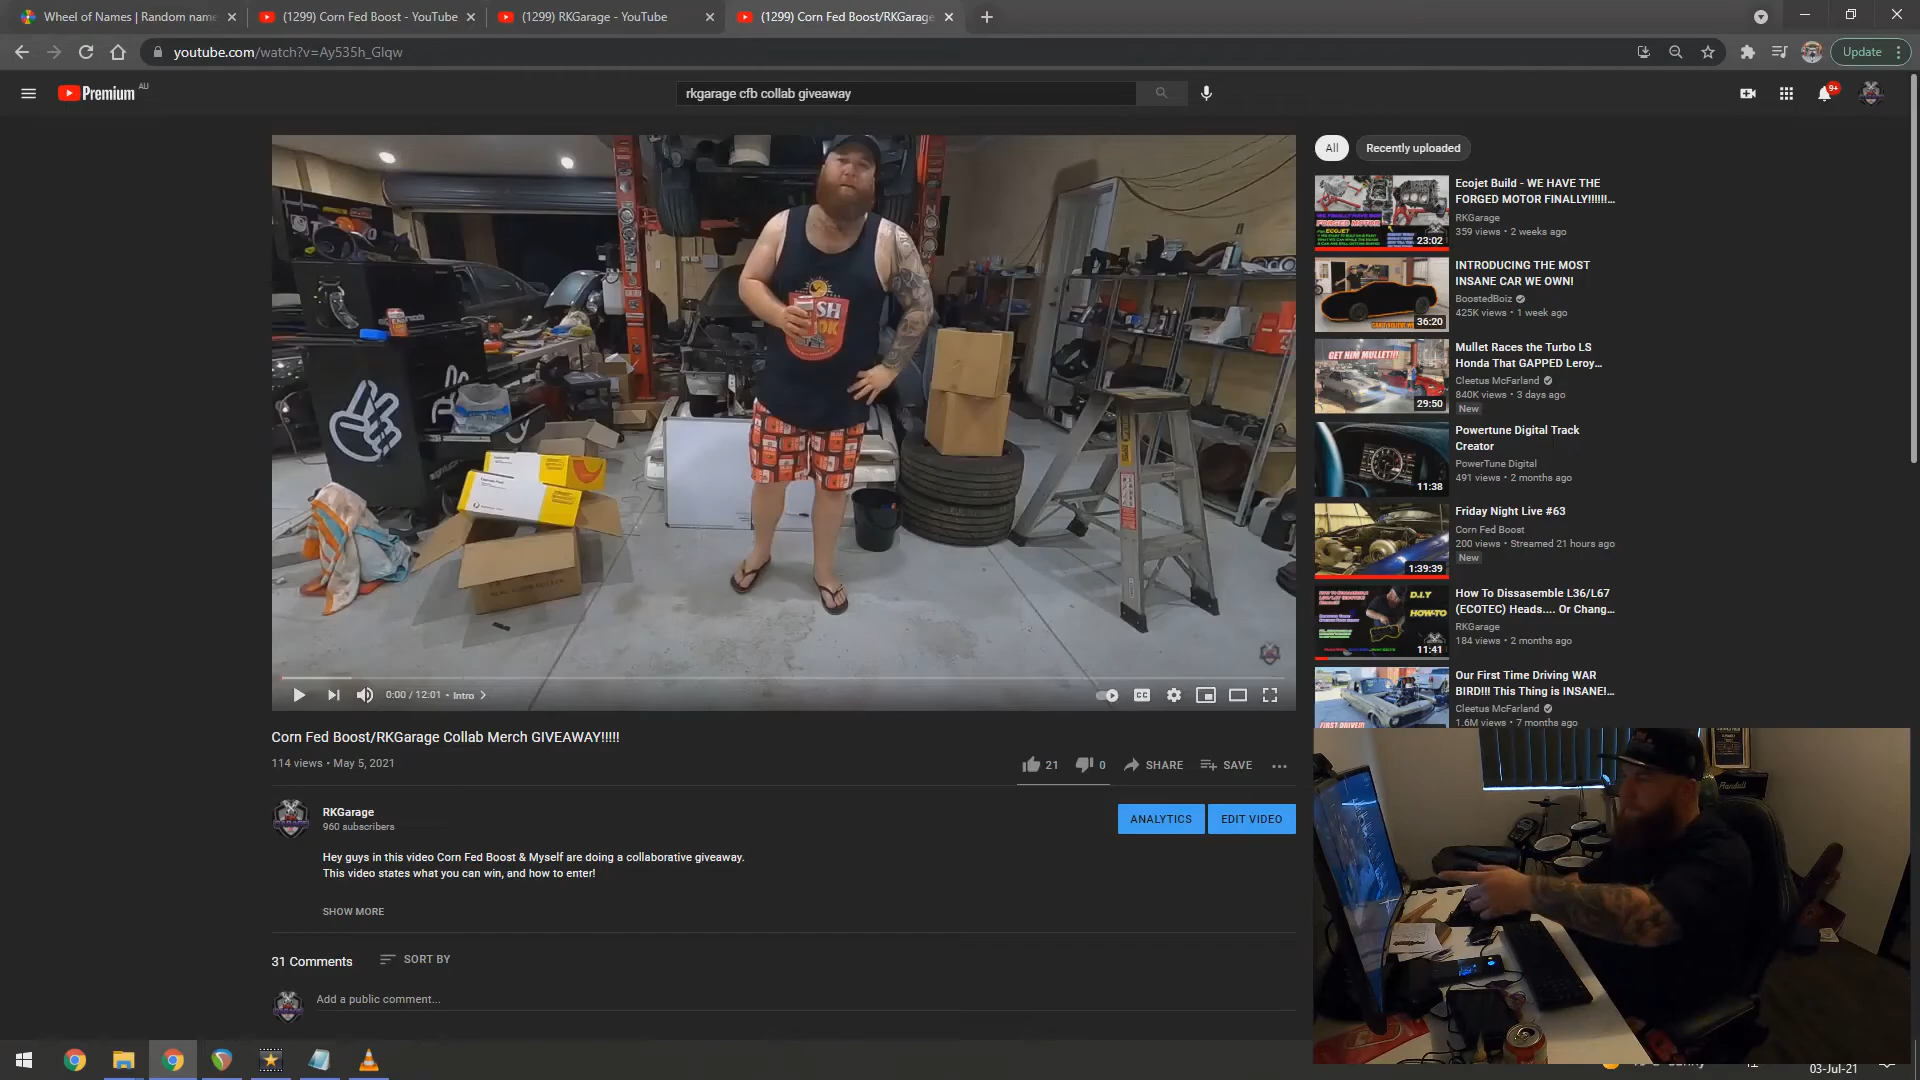 Wheel of Names | Random name
(1299) Corn Fed Boost - YouTube
(1299) RKGarage - YouTube
(1299) Corn Fed Boost/RKGarage
youtube.com/watch?v=Ay535h_Glqw
Update
Premium AU
rkgarage cfb collab giveaway
9+
All
Recently uploaded
Ecojet Build - WE HAVE THE
FORGED MOTOR FINALLY!!!!!!...
RKGarage
359 views • 2 weeks ago
23:02
INTRODUCING THE MOST
INSANE CAR WE OWN!
BoostedBoiz
425K views • 1 week ago
36:20
GET HIM MULLET!!!
Mullet Races the Turbo LS
Honda That GAPPED Leroy...
Cleetus McFarland
840K views • 3 days ago
New
29:50
Powertune Digital Track
Creator
PowerTune Digital
491 views • 2 months ago
11:38
Friday Night Live #63
Corn Fed Boost
200 views • Streamed 21 hours ago
New
1:39:39
D.I.Y
HOW-TO
How To Dissasemble L36/L67
(ECOTEC) Heads.... Or Chang...
RKGarage
184 views • 2 months ago
11:41
FIRST DRIVE!!
Our First Time Driving WAR
BIRD!!! This Thing is INSANE!...
Cleetus McFarland
1.6M views • 7 months ago
0:00 / 12:01 • Intro
CC
Corn Fed Boost/RKGarage Collab Merch GIVEAWAY!!!!!
114 views • May 5, 2021
21
0
SHARE
SAVE
RKGarage
960 subscribers
ANALYTICS
EDIT VIDEO
Hey guys in this video Corn Fed Boost & Myself are doing a collaborative giveaway.
This video states what you can win, and how to enter!
SHOW MORE
31 Comments
SORT BY
Add a public comment...
Randall
03-Jul-21